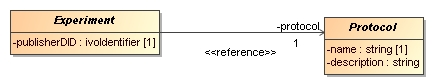 Experiment
-publisherDID : ivoIdentifier [1]
-protocol
1
<<reference>>
Protocol
-name : string [1]
-description : string